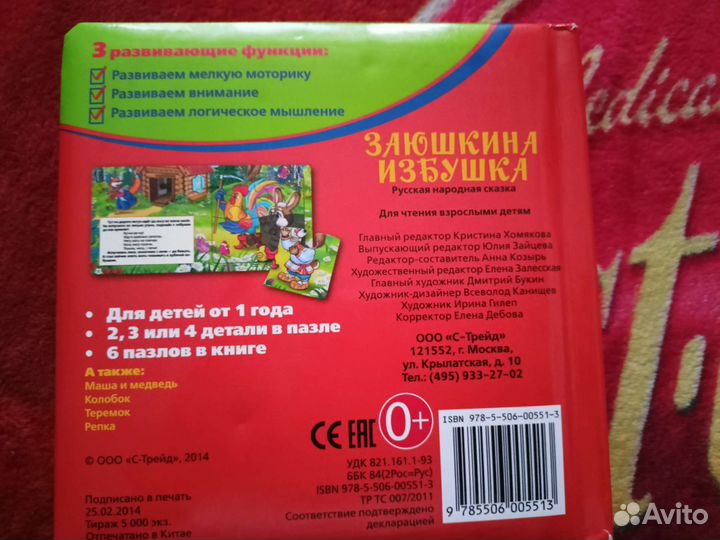 3 развивающие функции:
Развиваем мелкую моторику
Развиваем внимание
Развиваем логическое мышление
ЗАЮШКИНА
ИЗБУШКА
Русская народная сказка
Для чтения взрослыми детям
Главный редактор Кристина Хомякова
Выпускающий редактор Юлия Зайцева
Редактор-составитель Анна Козырь
Художественный редактор Елена Залесская
Главный художник Дмитрий Букин
Художник-дизайнер Всеволод Канищев
Художник Ирина Гилеп
Корректор Елена Дебова
ООО «С-Трейд»
121552, г. Москва,
ул. Крылатская, д. 10
Тел.: (495) 933-27-02
• Для детей от 1 года
• 2, 3 или 4 детали в пазле
• 6 пазлов в книге
А также:
Маша и медведь
Колобок
Теремок
Репка
© ООО «С-Трейд», 2014
Подписано в печать
25.02.2014
Тираж 5 000 экз.
Отпечатано в Китае
CE EAC 0+
УДК 821.161.1-93
ББК 84(2Рос=Рус)
ISBN 978-5-506-00551-3
ТР ТС 007/2011
Соответствие подтверждено
декларацией
ISBN 978-5-506-00551-3
9 785506 005513
Avito